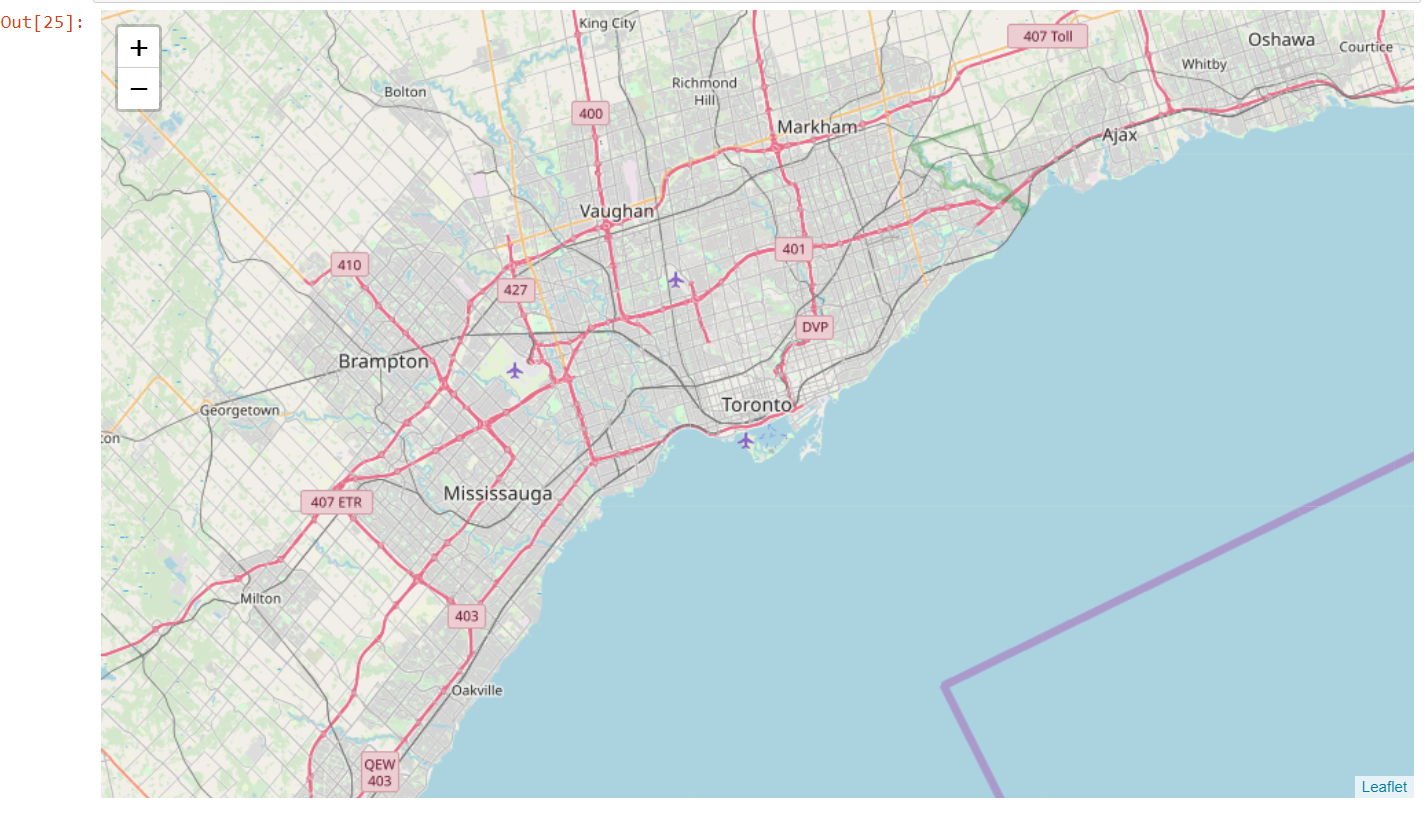 Out[25]:
+
−
King City
407 Toll
Oshawa
Courtice
Whitby
Richmond
Hill
Bolton
400
Markham
Ajax
Vaughan
401
410
427
DVP
Brampton
Toronto
Georgetown
ton
Mississauga
407 ETR
Milton
403
Oakville
QEW
403
Leaflet